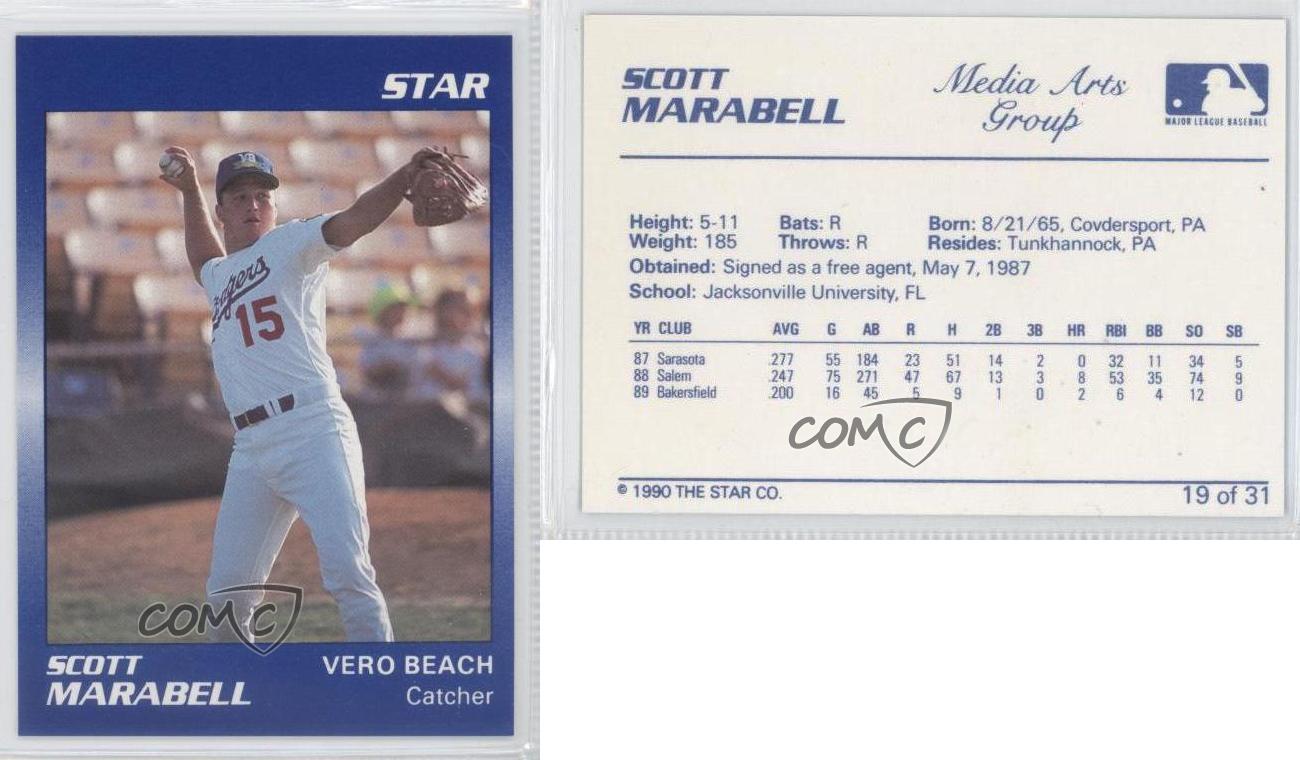 STAR
VB
Dodgers
15
COMC
SCOTT
MARABELL
VERO BEACH
Catcher
SCOTT
MARABELL
Media Arts
Group
MAJOR LEAGUE BASEBALL
Height: 5-11 Bats: R Born: 8/21/65, Covdersport, PA
Weight: 185 Throws: R Resides: Tunkhannock, PA
Obtained: Signed as a free agent, May 7, 1987
School: Jacksonville University, FL
YR CLUB AVG G AB R H 2B 3B HR RBI BB SO SB
87 Sarasota .277 55 184 23 51 14 2 0 32 11 34 5
88 Salem .247 75 271 47 67 13 3 8 53 35 74 9
89 Bakersfield .200 16 45 5 9 1 0 2 6 4 12 0
COMC
© 1990 THE STAR CO. 19 of 31